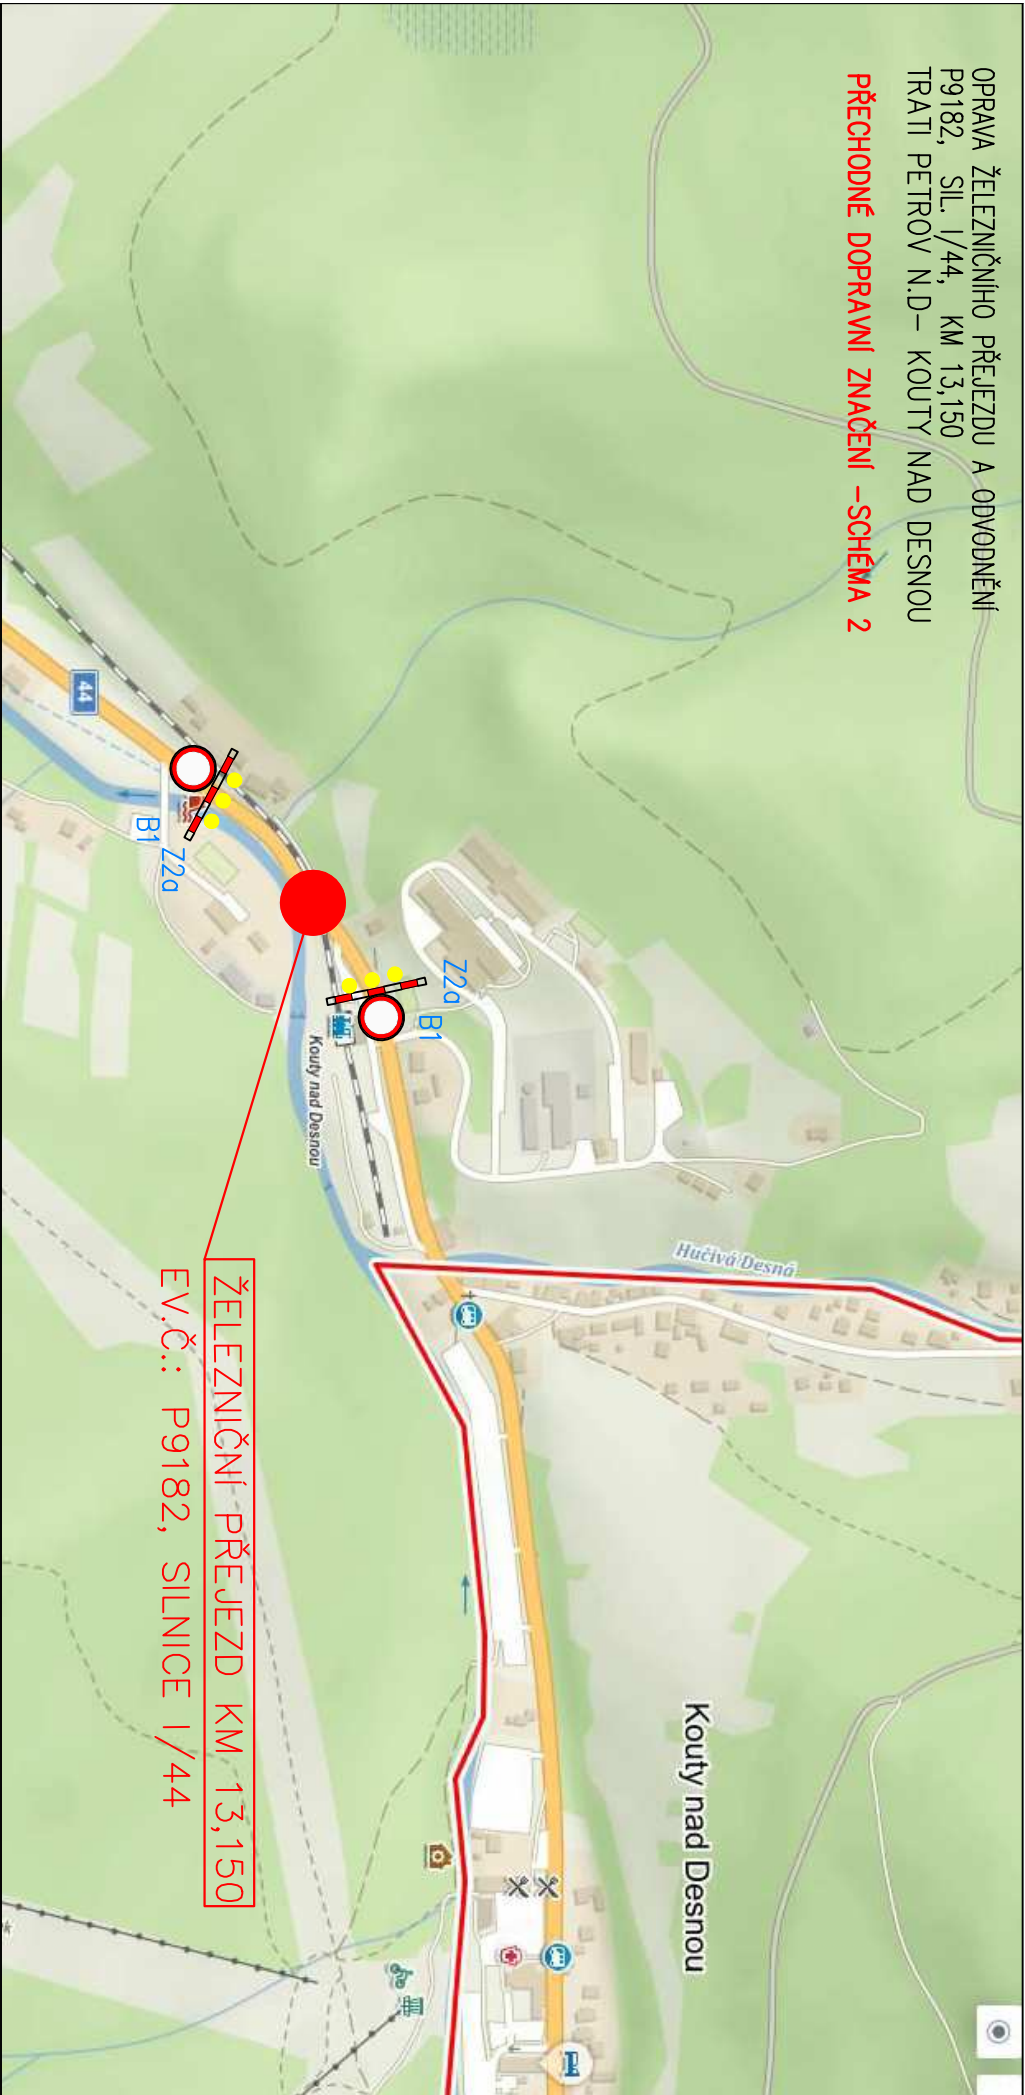 OPRAVA ŽELEZNIČNÍHO PŘEJEZDU A ODVODNĚNÍ
P9182, SIL. I/44, KM 13,150
TRATI PETROV N.D- KOUTY NAD DESNOU
PŘECHODNÉ DOPRAVNÍ ZNAČENÍ -SCHÉMA 2
Kouty nad Desnou
Hučivá Desná
Z2a
B1
Kouty nad Desnou
44
Z2a
B1
ŽELEZNIČNÍ PŘEJEZD KM 13,150
EV.Č.: P9182, SILNICE I/44